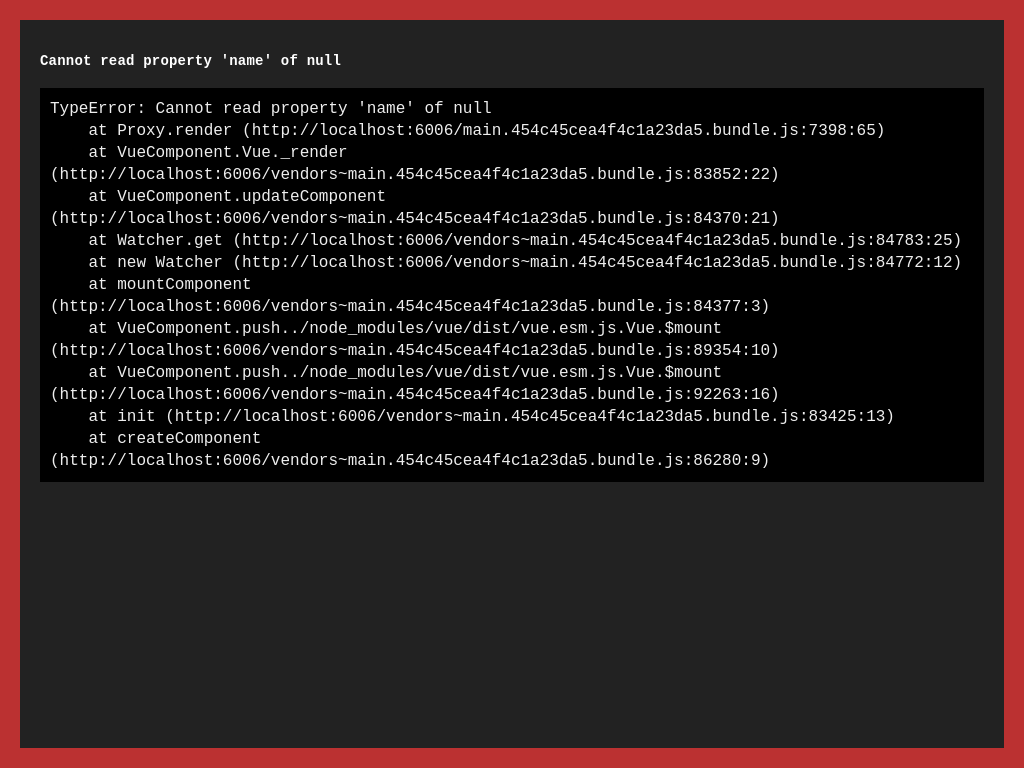 Cannot read property 'name' of null
TypeError: Cannot read property 'name' of null
    at Proxy.render (http://localhost:6006/main.454c45cea4f4c1a23da5.bundle.js:7398:65)
    at VueComponent.Vue._render
(http://localhost:6006/vendors~main.454c45cea4f4c1a23da5.bundle.js:83852:22)
    at VueComponent.updateComponent
(http://localhost:6006/vendors~main.454c45cea4f4c1a23da5.bundle.js:84370:21)
    at Watcher.get (http://localhost:6006/vendors~main.454c45cea4f4c1a23da5.bundle.js:84783:25)
    at new Watcher (http://localhost:6006/vendors~main.454c45cea4f4c1a23da5.bundle.js:84772:12)
    at mountComponent
(http://localhost:6006/vendors~main.454c45cea4f4c1a23da5.bundle.js:84377:3)
    at VueComponent.push../node_modules/vue/dist/vue.esm.js.Vue.$mount
(http://localhost:6006/vendors~main.454c45cea4f4c1a23da5.bundle.js:89354:10)
    at VueComponent.push../node_modules/vue/dist/vue.esm.js.Vue.$mount
(http://localhost:6006/vendors~main.454c45cea4f4c1a23da5.bundle.js:92263:16)
    at init (http://localhost:6006/vendors~main.454c45cea4f4c1a23da5.bundle.js:83425:13)
    at createComponent
(http://localhost:6006/vendors~main.454c45cea4f4c1a23da5.bundle.js:86280:9)